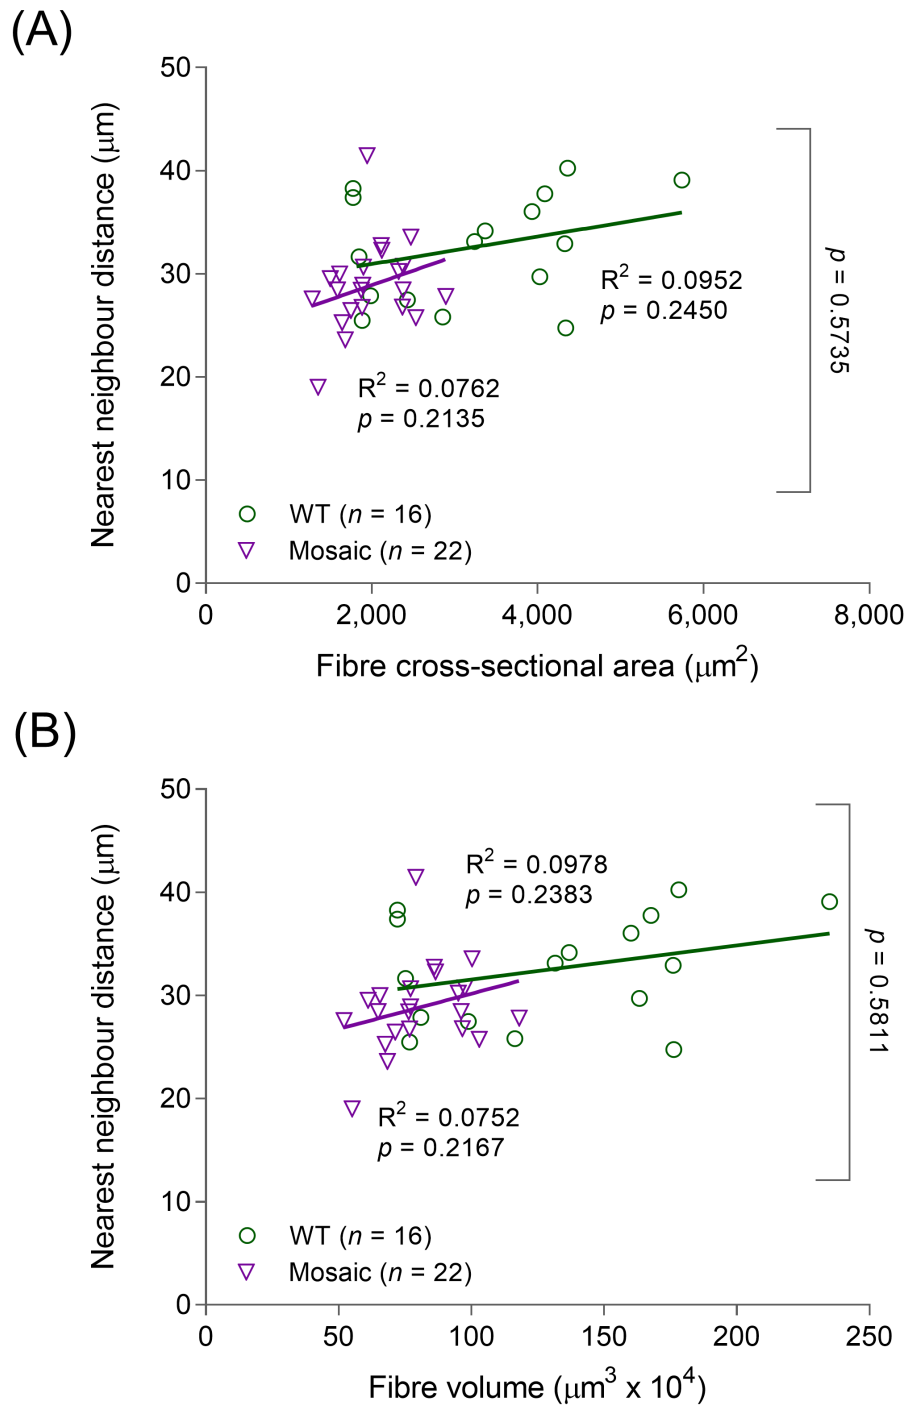 (A)
50
40
30
20
10
0
Nearest neighbour distance (μm)
R² = 0.0952
p = 0.2450
R² = 0.0762
p = 0.2135
p = 0.5735
WT (n = 16)
Mosaic (n = 22)
0 2,000 4,000 6,000 8,000
Fibre cross-sectional area (μm²)
(B)
50
40
30
20
10
0
Nearest neighbour distance (μm)
R² = 0.0978
p = 0.2383
R² = 0.0752
p = 0.2167
p = 0.5811
WT (n = 16)
Mosaic (n = 22)
0 50 100 150 200 250
Fibre volume (μm³ x 10⁴)